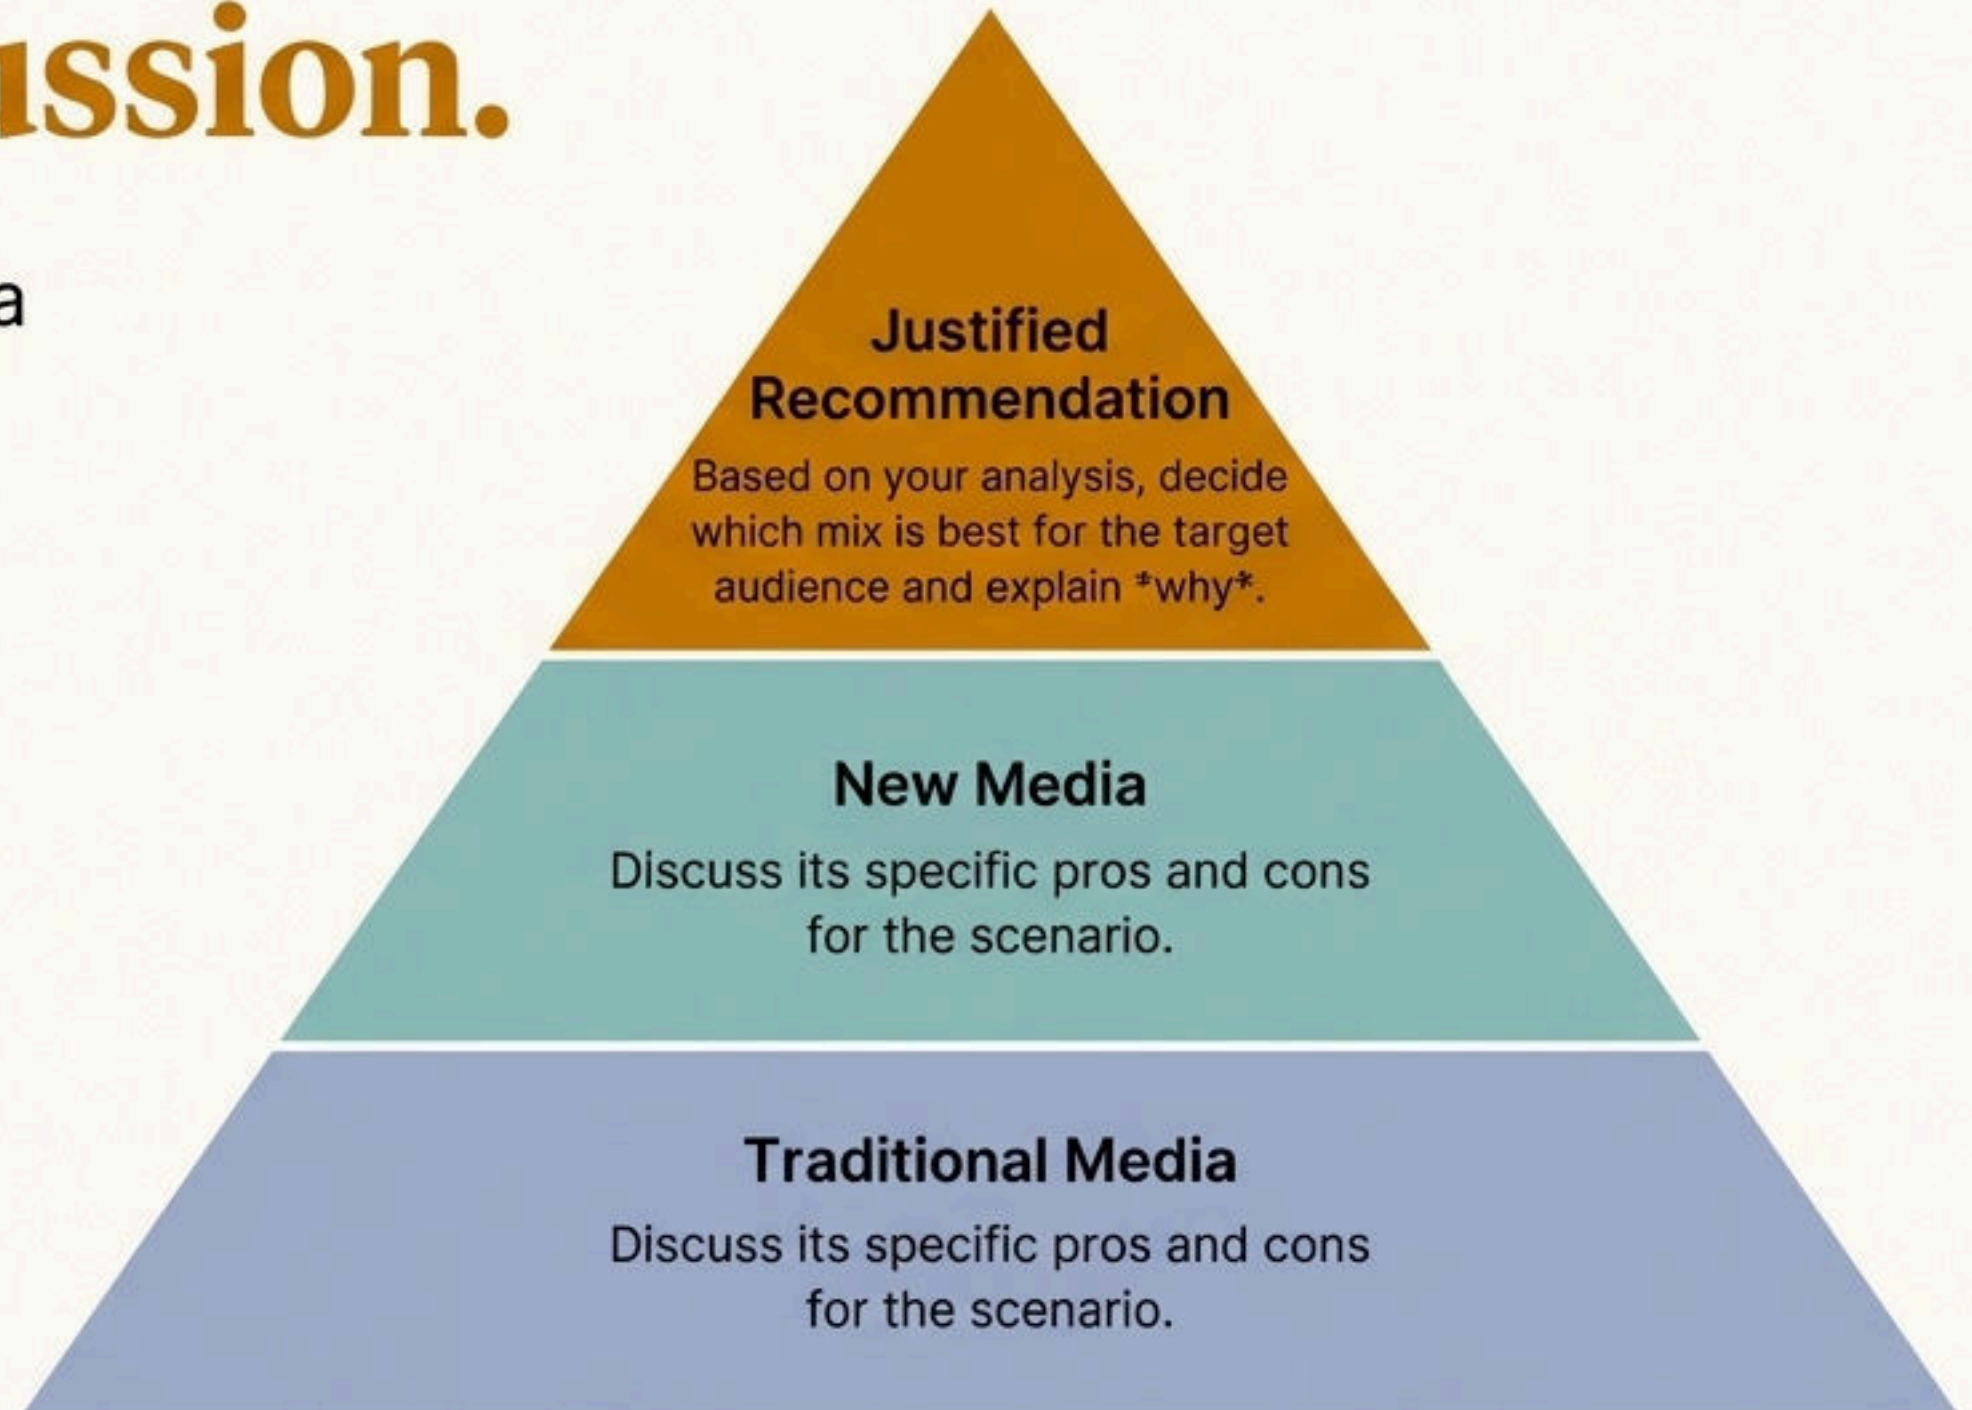 ussion.
a
Justified
Recommendation
Based on your analysis, decide
which mix is best for the target
audience and explain *why*.
New Media
Discuss its specific pros and cons
for the scenario.
Traditional Media
Discuss its specific pros and cons
for the scenario.